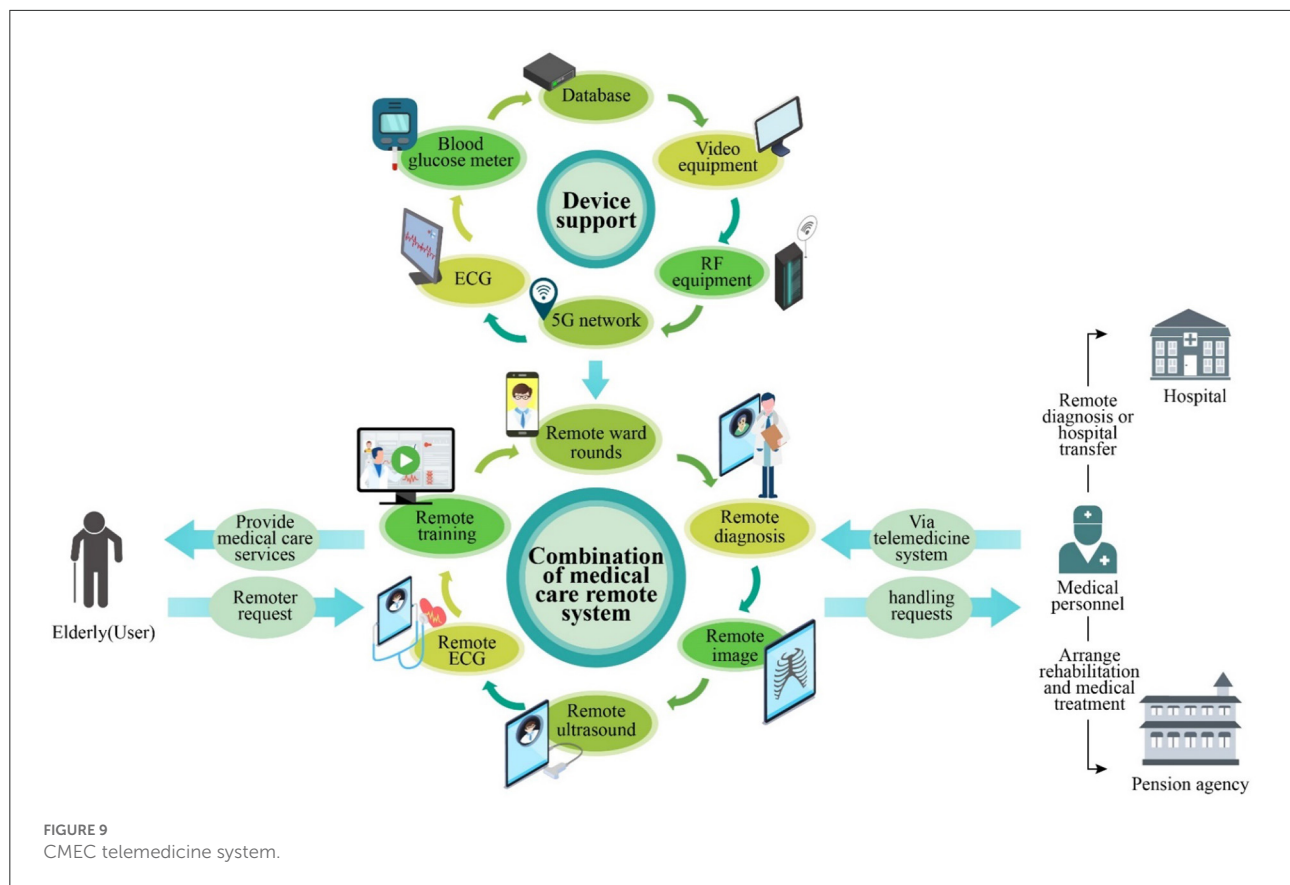 Database
Blood
glucose meter
Video
equipment
Device
support
ECG
RF
equipment
5G network
Remote ward
rounds
Remote
training
Remote
diagnosis
Combination
of medical
care remote
system
Remote
ECG
Remote
image
Remote
ultrasound
Provide
medical care
services
Remoter
request
Elderly(User)
Via
telemedicine
system
handling
requests
Hospital
Remote
diagnosis or
hospital
transfer
Medical
personnel
Arrange
rehabilitation
and medical
treatment
Pension agency
FIGURE 9
CMEC telemedicine system.